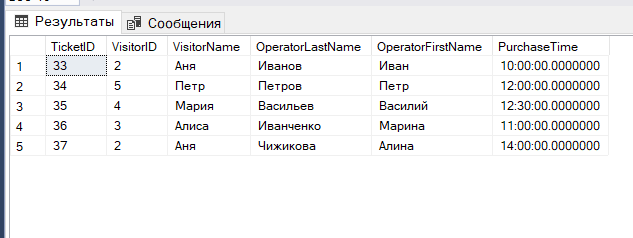 Результаты Сообщения
TicketID VisitorID VisitorName OperatorLastName OperatorFirstName PurchaseTime
1 33 2 Аня Иванов Иван 10:00:00.0000000
2 34 5 Петр Петров Петр 12:00:00.0000000
3 35 4 Мария Васильев Василий 12:30:00.0000000
4 36 3 Алиса Иванченко Марина 11:00:00.0000000
5 37 2 Аня Чижикова Алина 14:00:00.0000000